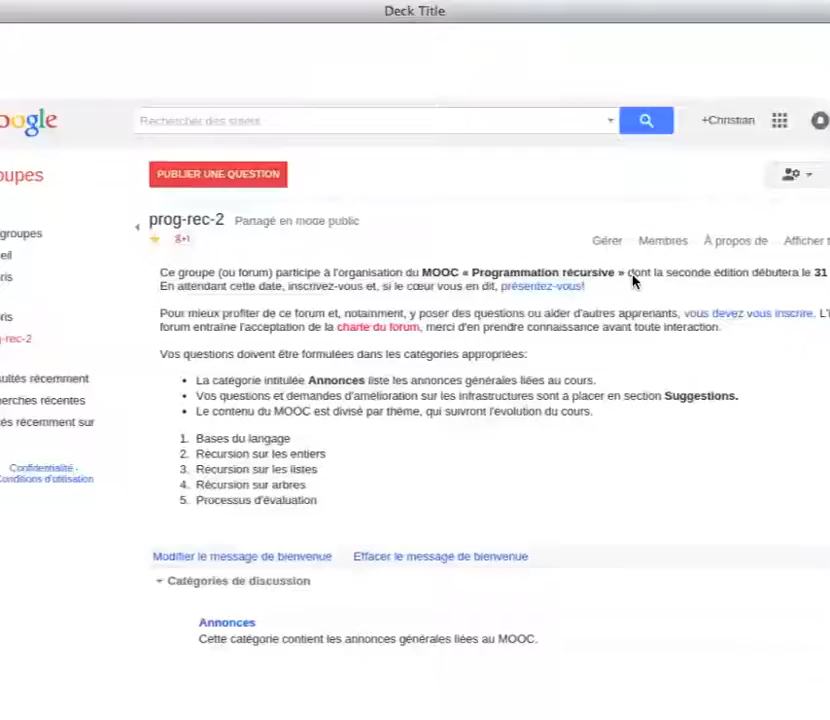 Deck Title
oogle
Rechercher des sujets
+Christian
oupes
PUBLIER UNE QUESTION
prog-rec-2 Partagé en mode public
g+1
groupes
Gérer Membres À propos de Afficher
eil
Ce groupe (ou forum) participe à l'organisation du MOOC « Programmation récursive » dont la seconde édition débutera le 31
ris
En attendant cette date, inscrivez-vous et, si le cœur vous en dit, présentez-vous!
Pour mieux profiter de ce forum et, notamment, y poser des questions ou aider d'autres apprenants, vous devez vous inscrire.
ris
forum entraîne l'acceptation de la charte du forum, merci d'en prendre connaissance avant toute interaction.
-rec-2
Vos questions doivent être formulées dans les catégories appropriées:
ultés récemment
• La catégorie intitulée Annonces liste les annonces générales liées au cours.
• Vos questions et demandes d'amélioration sur les infrastructures sont à placer en section Suggestions.
erches récentes
• Le contenu du MOOC est divisé par thème, qui suivront l'évolution du cours.
és récemment sur
1. Bases du langage
2. Récursion sur les entiers
3. Récursion sur les listes
4. Récursion sur arbres
5. Processus d'évaluation
Confidentialité -
Conditions d'utilisation
Modifier le message de bienvenue Effacer le message de bienvenue
Catégories de discussion
Annonces
Cette catégorie contient les annonces générales liées au MOOC.